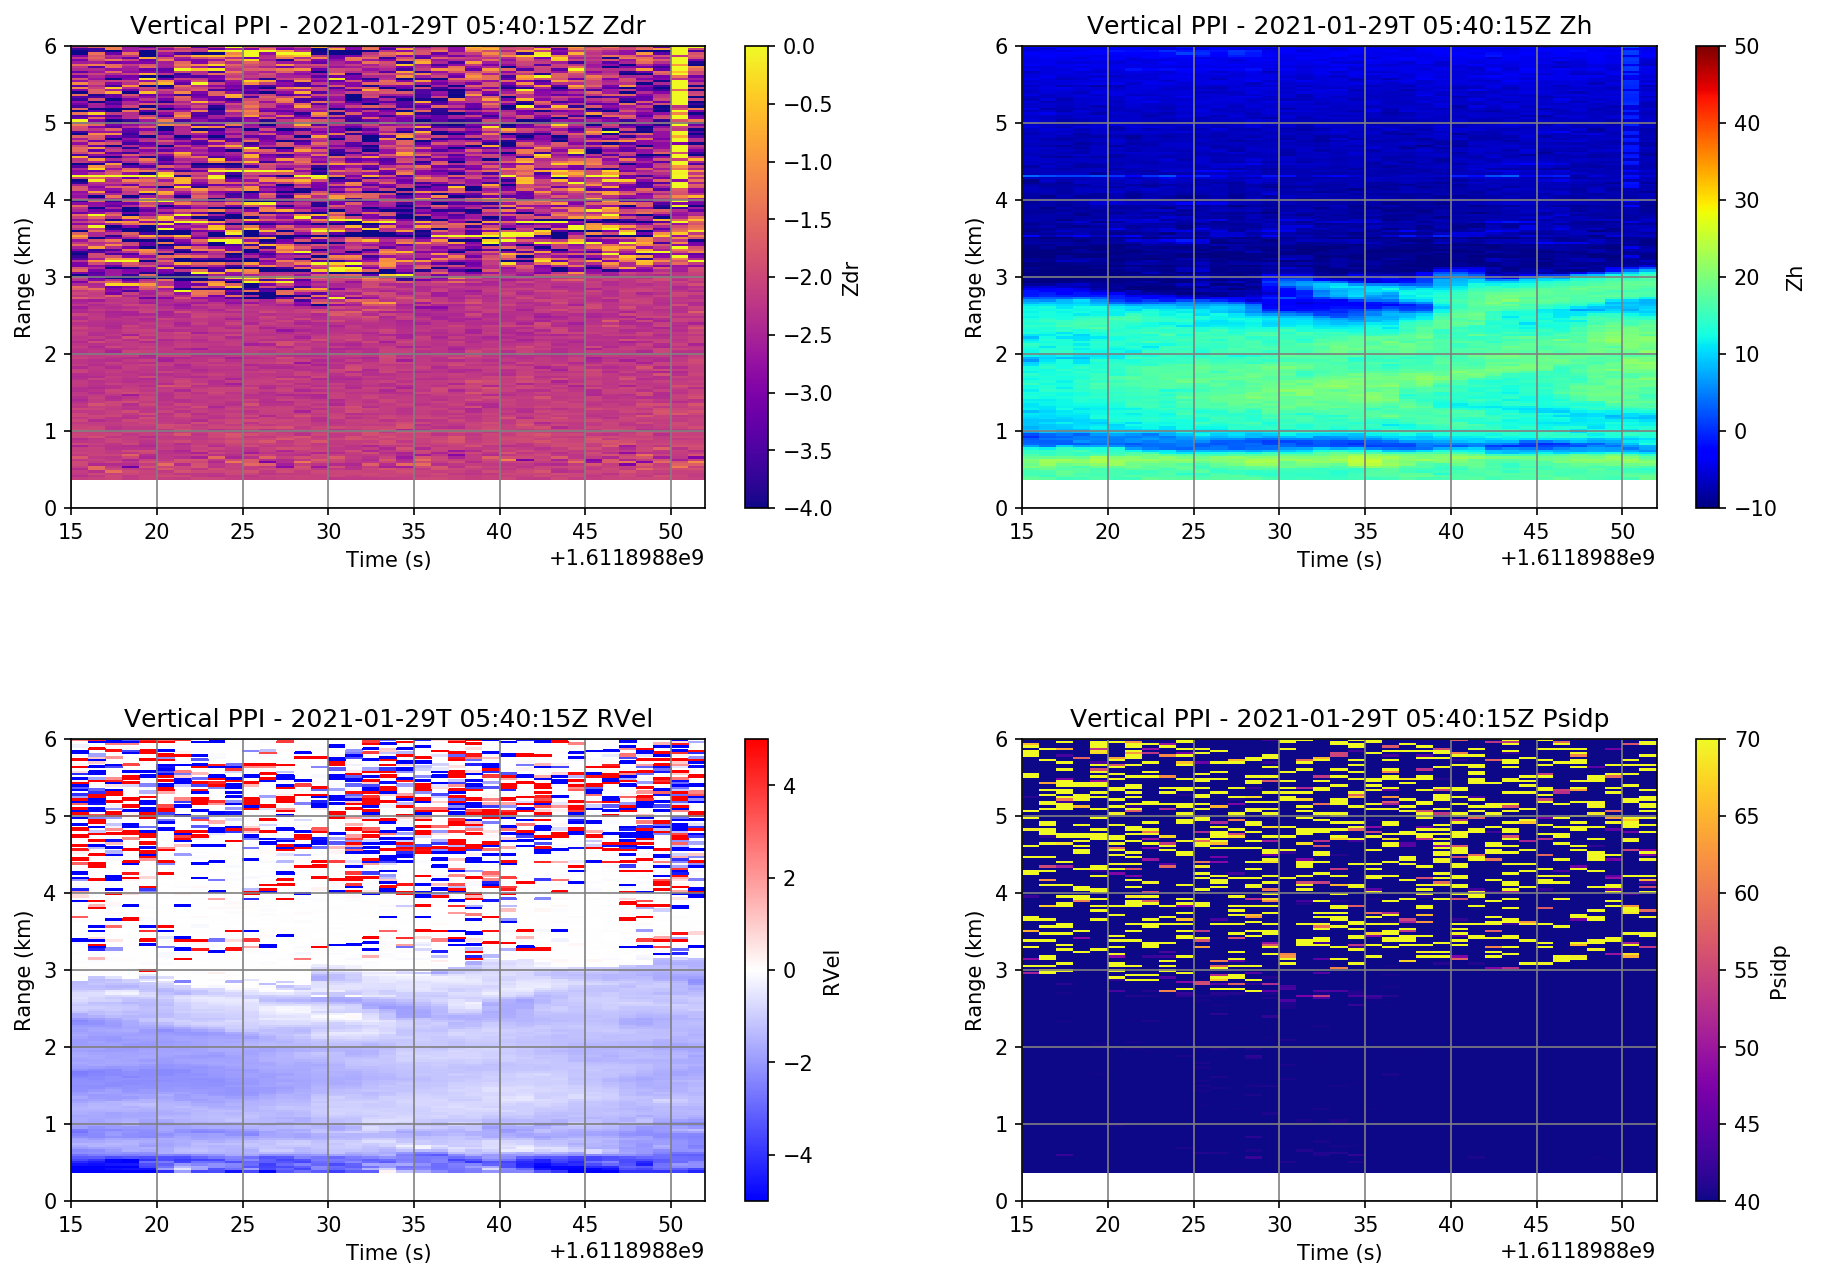 Vertical PPI - 2021-01-29T 05:40:15Z Zdr
6
5
4
3
2
1
0
Range (km)
15 20 25 30 35 40 45 50
Time (s)
+1.6118988e9
0.0
−0.5
−1.0
−1.5
−2.0
−2.5
−3.0
−3.5
−4.0
Zdr
Vertical PPI - 2021-01-29T 05:40:15Z Zh
6
5
4
3
2
1
0
Range (km)
15 20 25 30 35 40 45 50
Time (s)
+1.6118988e9
50
40
30
20
10
0
−10
Zh
Vertical PPI - 2021-01-29T 05:40:15Z RVel
6
5
4
3
2
1
0
Range (km)
15 20 25 30 35 40 45 50
Time (s)
+1.6118988e9
4
2
0
−2
−4
RVel
Vertical PPI - 2021-01-29T 05:40:15Z Psidp
6
5
4
3
2
1
0
Range (km)
15 20 25 30 35 40 45 50
Time (s)
+1.6118988e9
70
65
60
55
50
45
40
Psidp